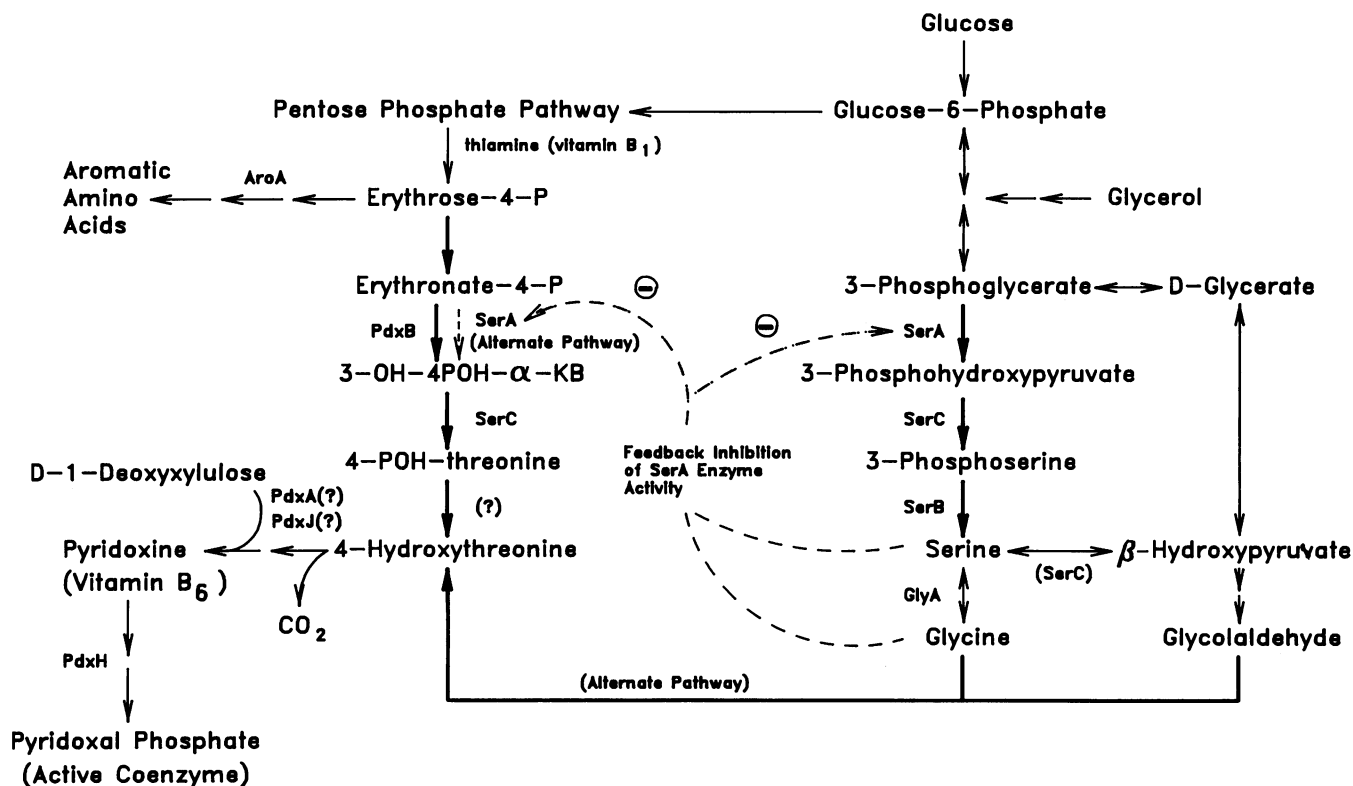 Glucose
Pentose Phosphate Pathway
Glucose-6-Phosphate
thiamine (vitamin B1)
Aromatic
Amino
Acids
AroA
Erythrose-4-P
Glycerol
Erythronate-4-P
⊖
3-Phosphoglycerate
D-Glycerate
PdxB
SerA
(Alternate Pathway)
⊖
SerA
3-OH-4POH-α-KB
3-Phosphohydroxypyruvate
SerC
SerC
Feedback Inhibition
of SerA Enzyme
Activity
4-POH-threonine
3-Phosphoserine
D-1-Deoxyxylulose
PdxA(?)
PdxJ(?)
(?)
SerB
Pyridoxine
(Vitamin B6)
4-Hydroxythreonine
Serine
(SerC)
β-Hydroxypyruvate
CO2
GlyA
Glycine
Glycolaldehyde
PdxH
(Alternate Pathway)
Pyridoxal Phosphate
(Active Coenzyme)